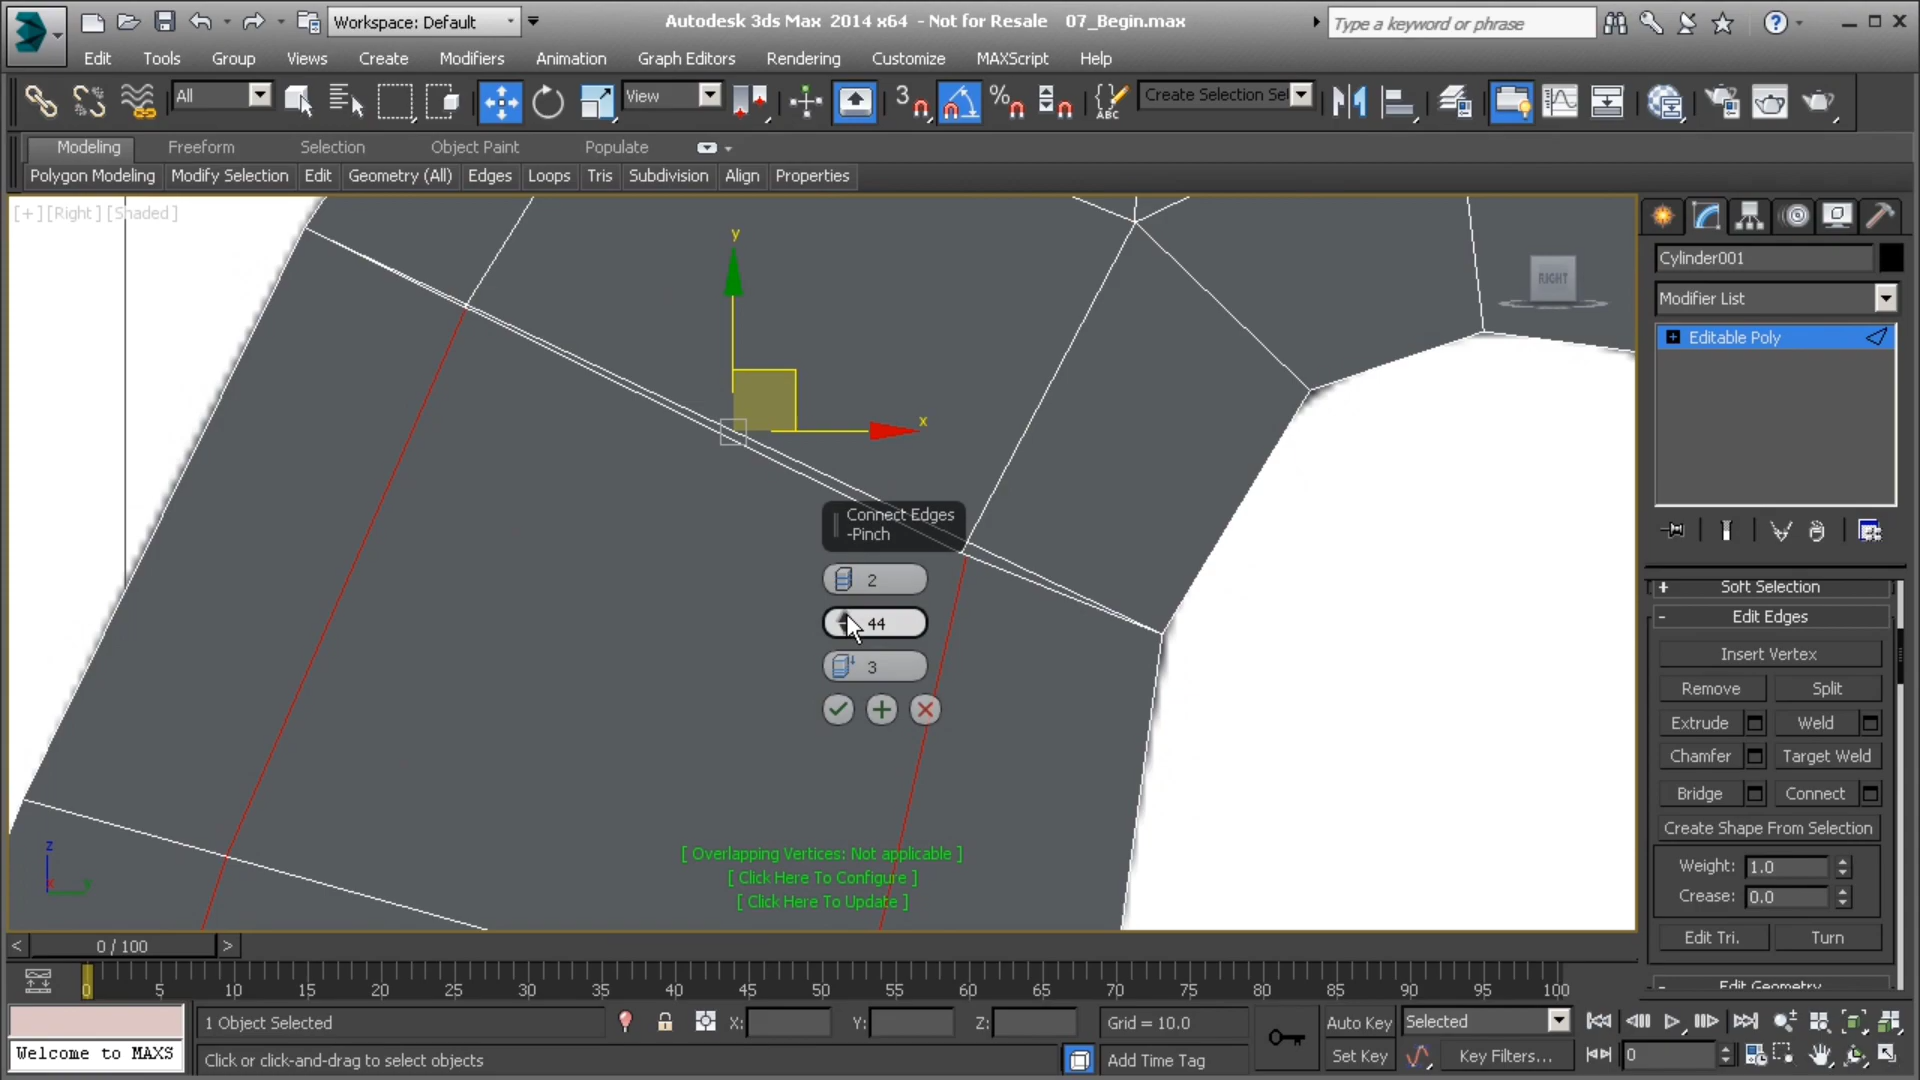 Workspace: Default
Autodesk 3ds Max 2014 x64 - Not for Resale 07_Begin.max
Type a keyword or phrase
Edit Tools Group Views Create Modifiers Animation Graph Editors Rendering Customize MAXScript Help
All
View
3
%
ABC
Create Selection Sel
Modeling Freeform Selection Object Paint Populate
Polygon Modeling Modify Selection Edit Geometry (All) Edges Loops Tris Subdivision Align Properties
[+] [Right] [Shaded]
y
x
RIGHT
Connect Edges
-Pinch
2
44
3
[ Overlapping Vertices: Not applicable ]
[ Click Here To Configure ]
[ Click Here To Update ]
z
x
y
Cylinder001
Modifier List
Editable Poly
Soft Selection
Edit Edges
Insert Vertex
Remove Split
Extrude Weld
Chamfer Target Weld
Bridge Connect
Create Shape From Selection
Weight: 1.0
Crease: 0.0
Edit Tri. Turn
Edit Geometry
< 0 / 100 >
0 5 10 15 20 25 30 35 40 45 50 55 60 65 70 75 80 85 90 95 100
1 Object Selected
X: Y: Z:
Grid = 10.0
Auto Key Selected
Welcome to MAXS
Click or click-and-drag to select objects
Add Time Tag
Set Key Key Filters... 0